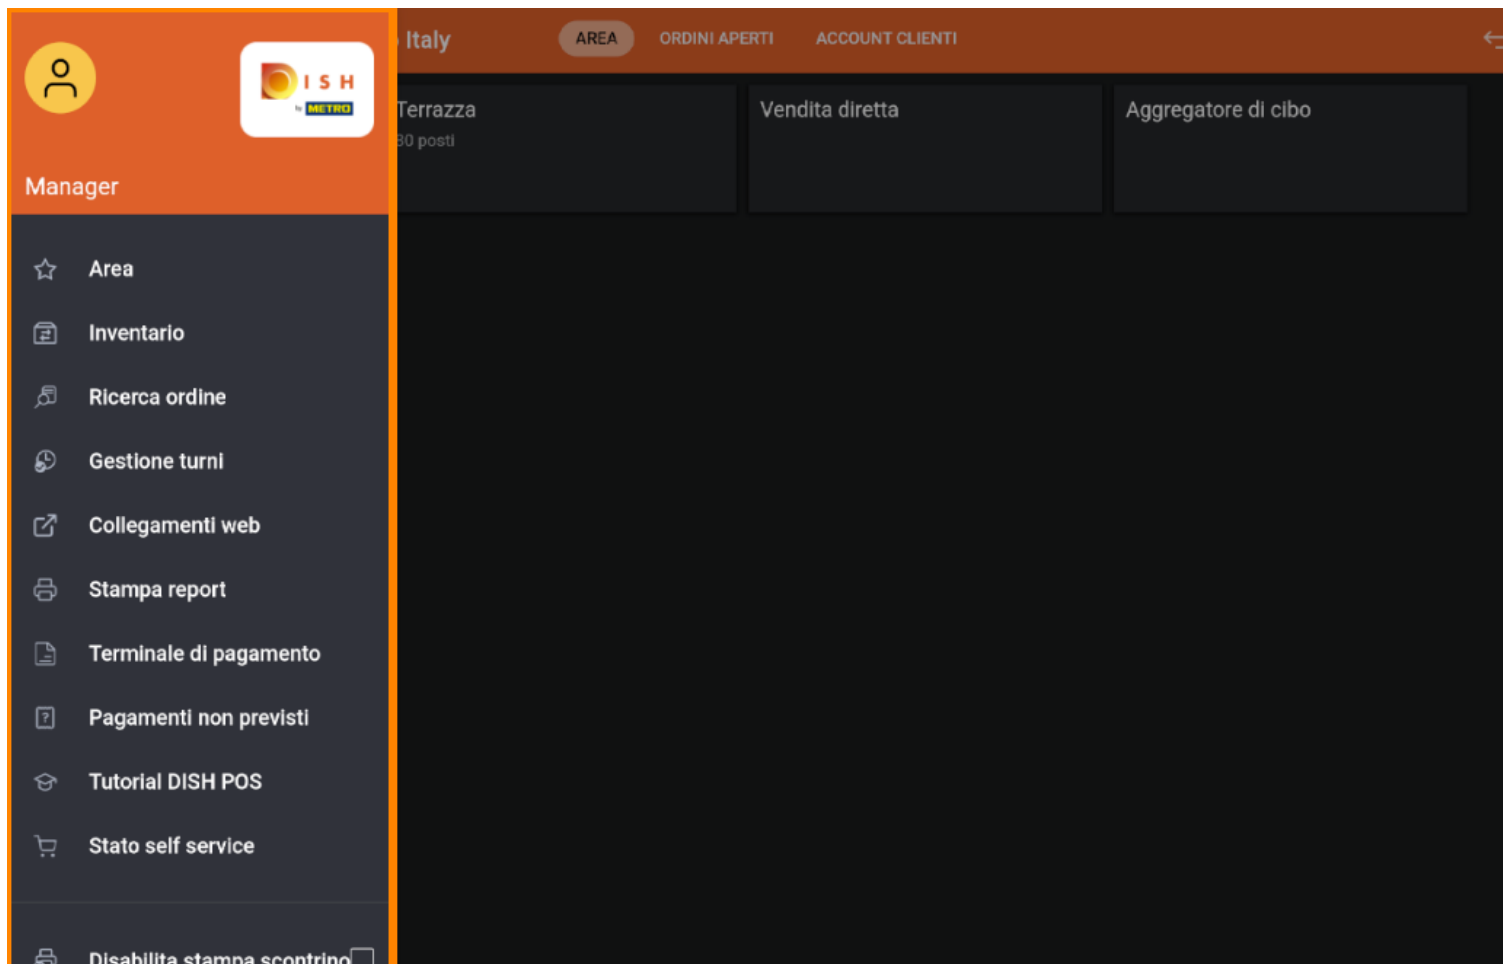 DISH
by METRO
Manager
Area
Inventario
Ricerca ordine
Gestione turni
Collegamenti web
Stampa report
Terminale di pagamento
Pagamenti non previsti
Tutorial DISH POS
Stato self service
Disabilita stampa scontrino
Italy
AREA
ORDINI APERTI
ACCOUNT CLIENTI
Terrazza
30 posti
Vendita diretta
Aggregatore di cibo